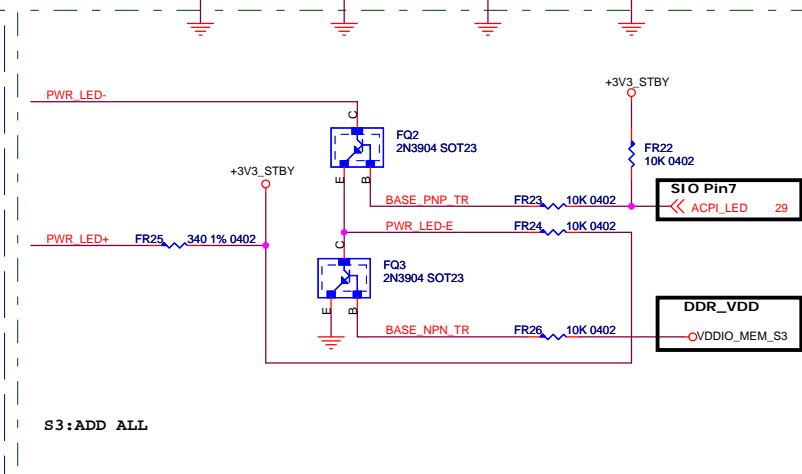 +3V3_STBY
PWR_LED-
C
FQ2
2N3904 SOT23
FR22
10K 0402
+3V3_STBY
E
B
SIO Pin7
BASE_PNP_TR
FR23
10K 0402
ACPI_LED
29
PWR_LED-E
FR24
10K 0402
PWR_LED+
FR25
340 1% 0402
C
FQ3
2N3904 SOT23
E
B
DDR_VDD
BASE_NPN_TR
FR26
10K 0402
VDDIO_MEM_S3
S3:ADD ALL